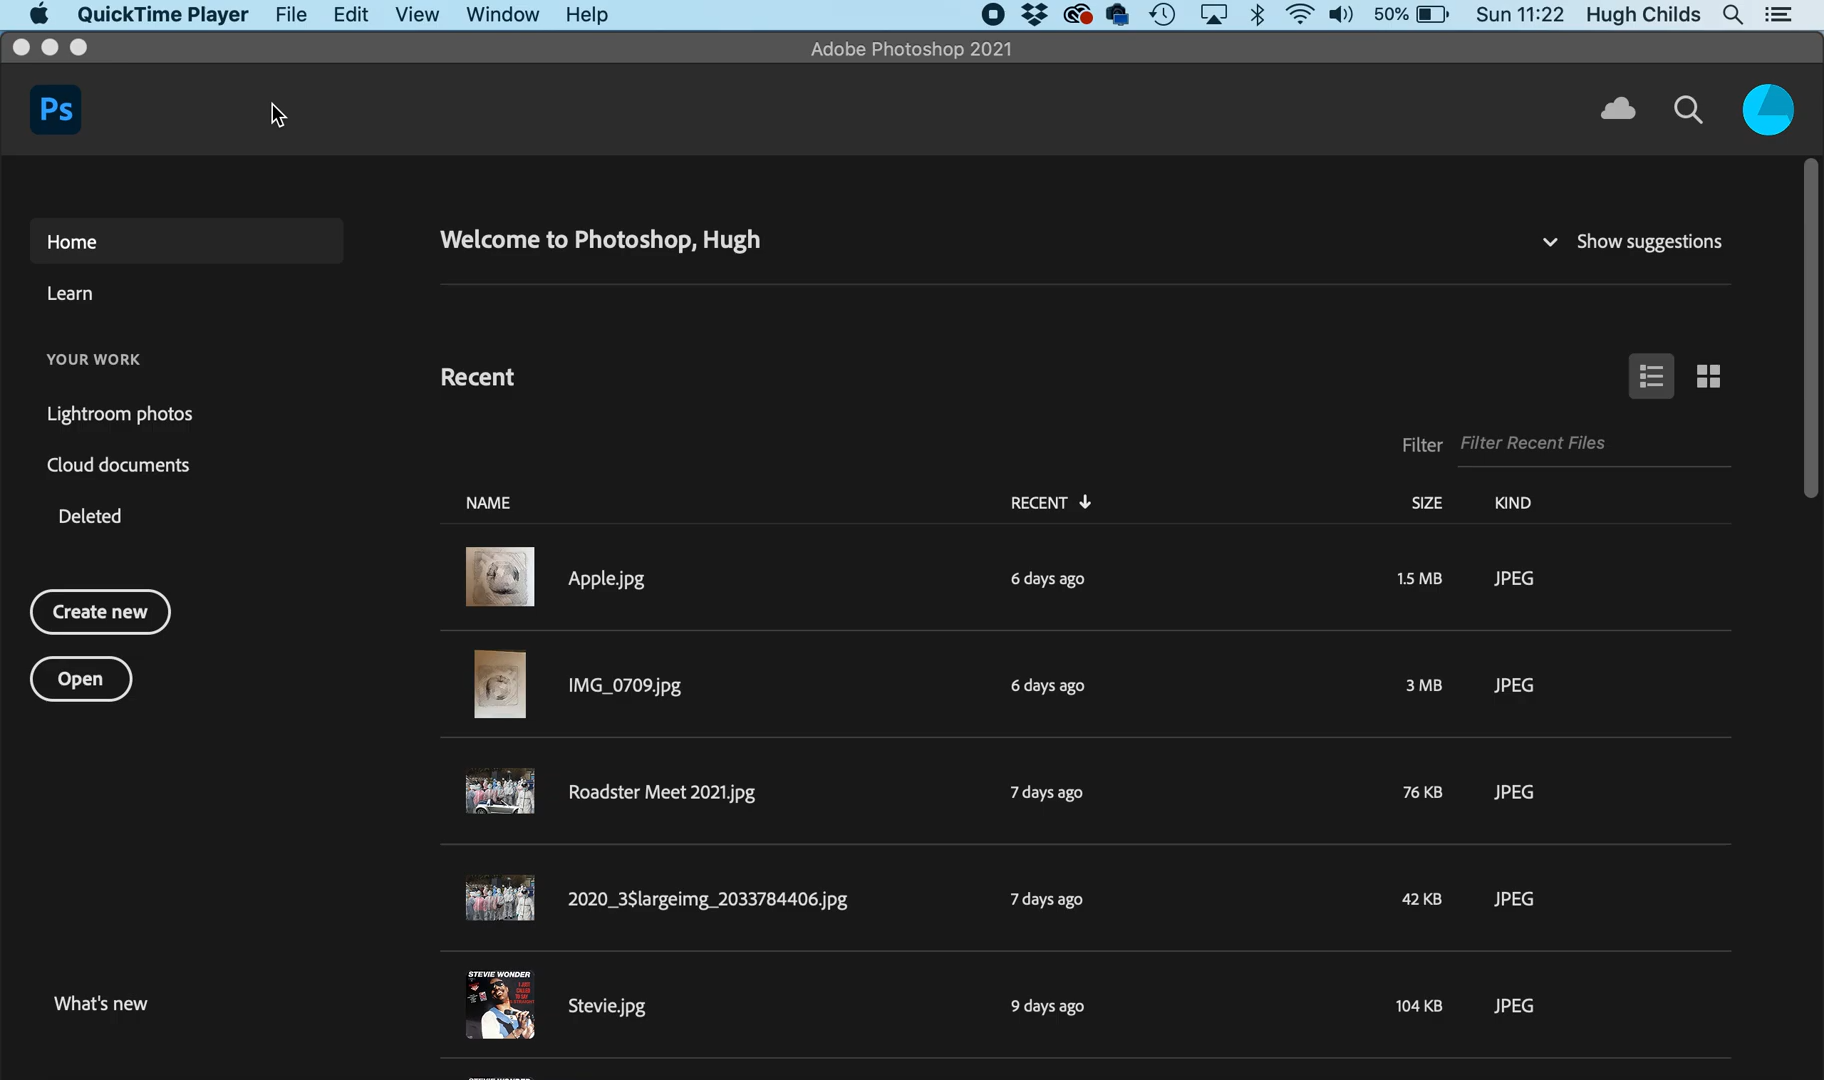 QuickTime Player File Edit View Window Help 50% Sun 11:22 Hugh Childs
Adobe Photoshop 2021
Ps
Home
Learn
YOUR WORK
Lightroom photos
Cloud documents
Deleted
Create new
Open
What's new
Welcome to Photoshop, Hugh
Show suggestions
Recent
Filter Filter Recent Files
NAME RECENT SIZE KIND
Apple.jpg 6 days ago 1.5 MB JPEG
IMG_0709.jpg 6 days ago 3 MB JPEG
Roadster Meet 2021.jpg 7 days ago 76 KB JPEG
2020_3$largeimg_2033784406.jpg 7 days ago 42 KB JPEG
STEVIE WONDER
I JUST
CALLED
TO SAY
Stevie.jpg 9 days ago 104 KB JPEG